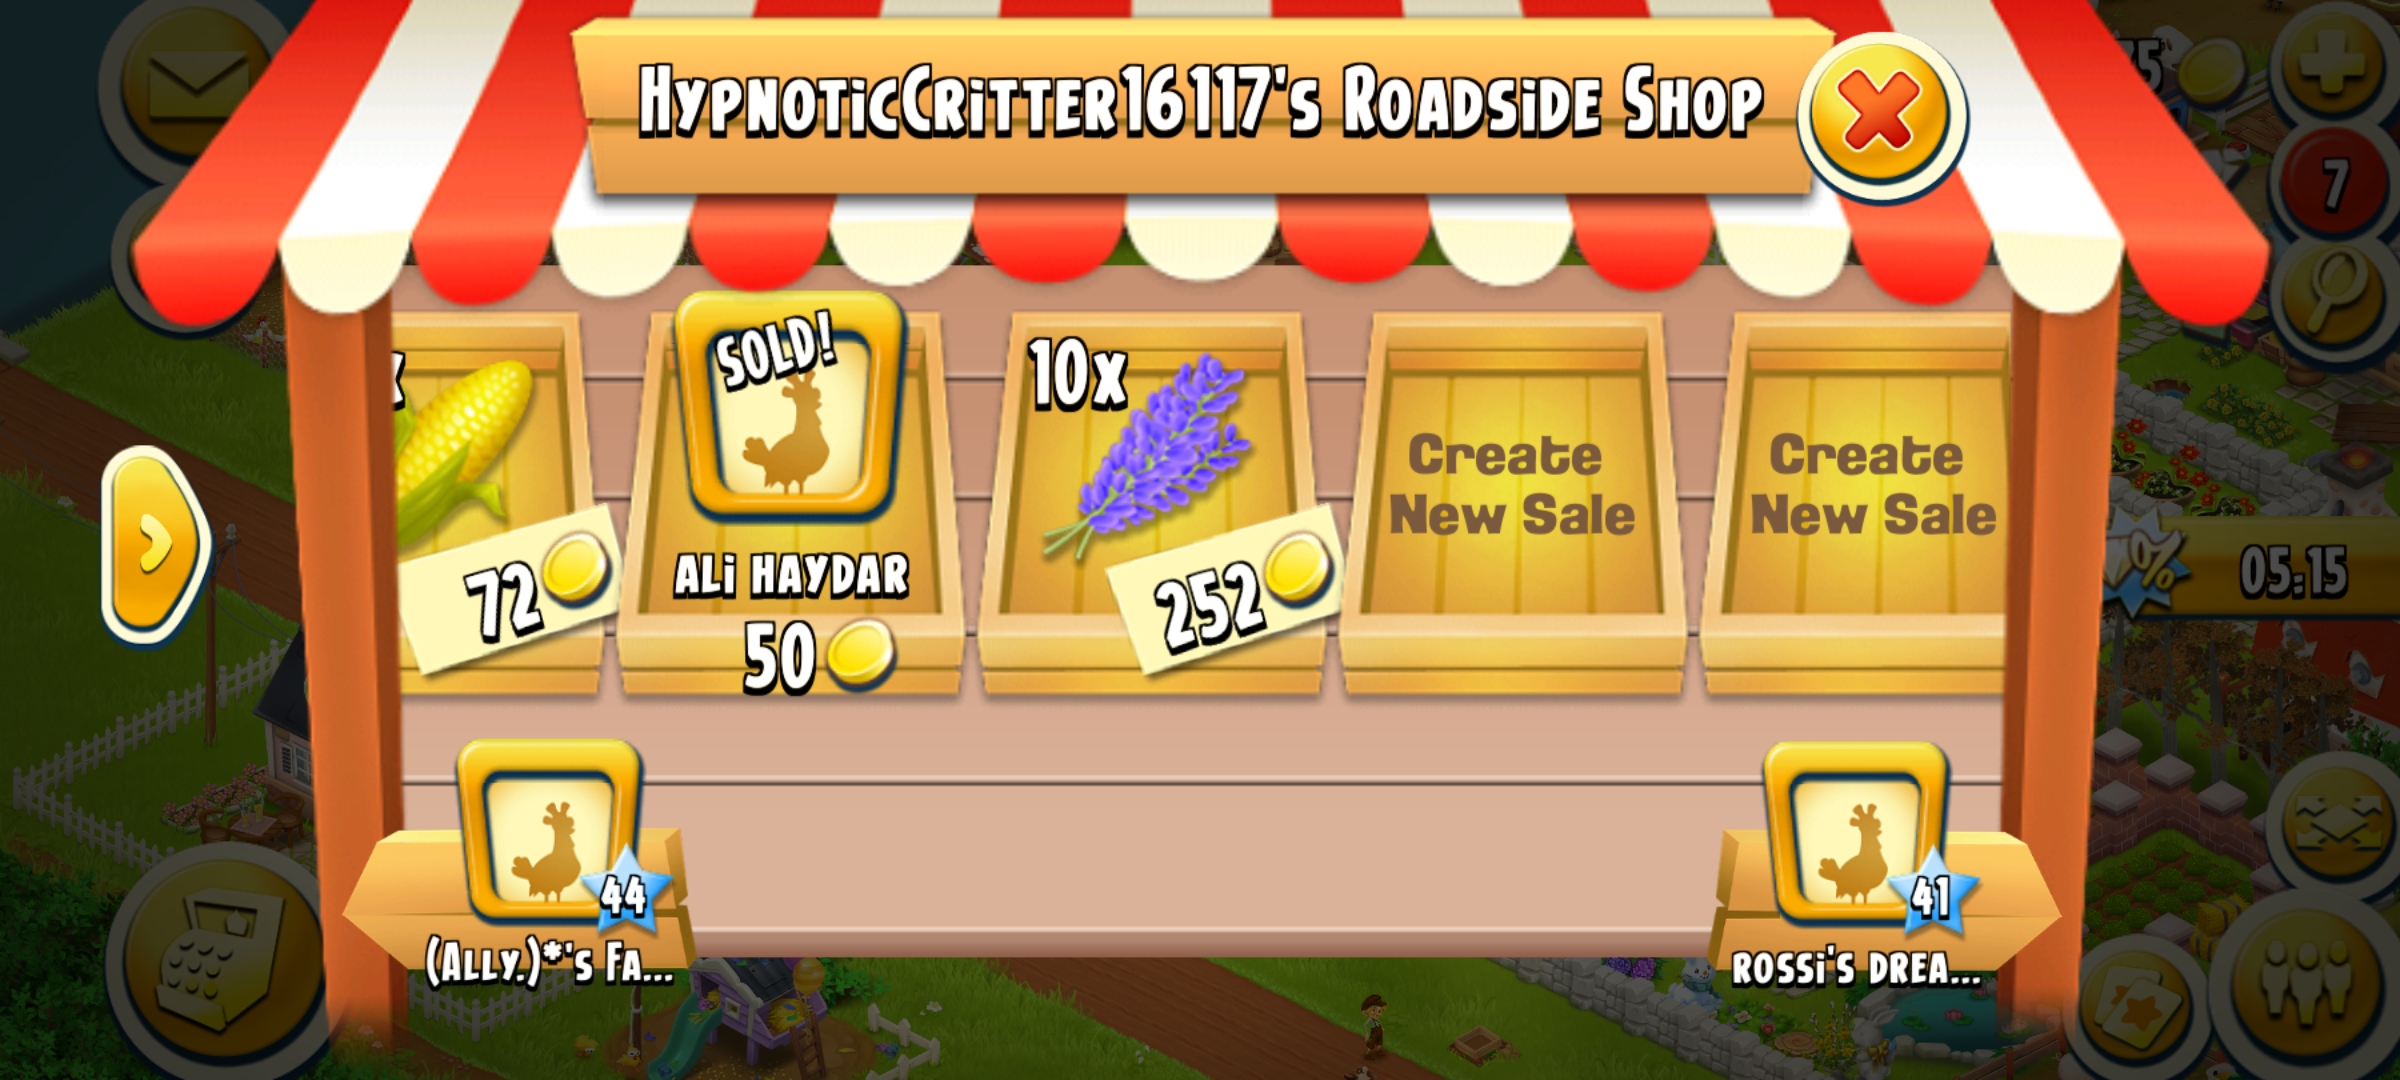 HypnoticCritter16117's Roadside Shop
7
SOLD!
10x
Create
New Sale
Create
New Sale
72
ALi HAYDAR
50
252
05:15
44
(Ally.)*'s Fa...
41
ROSSi'S DREA...